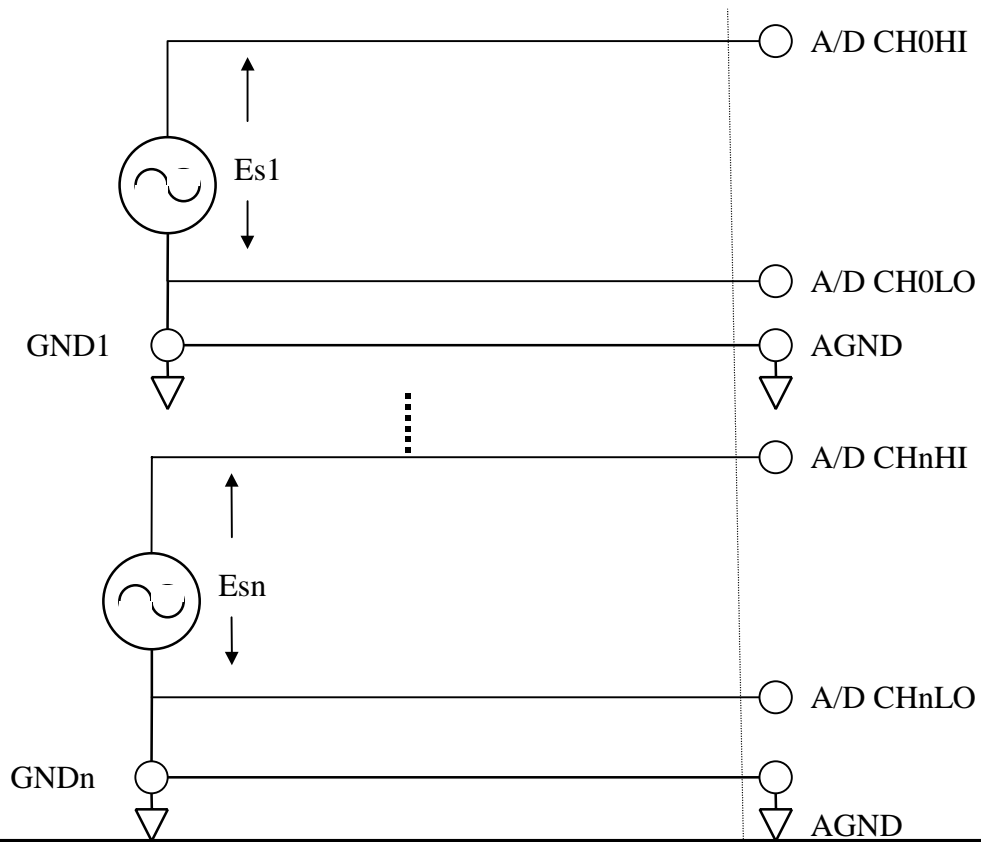 A/D CH0HI
Es1
A/D CH0LO
GND1
AGND
A/D CHnHI
Esn
A/D CHnLO
GNDn
AGND